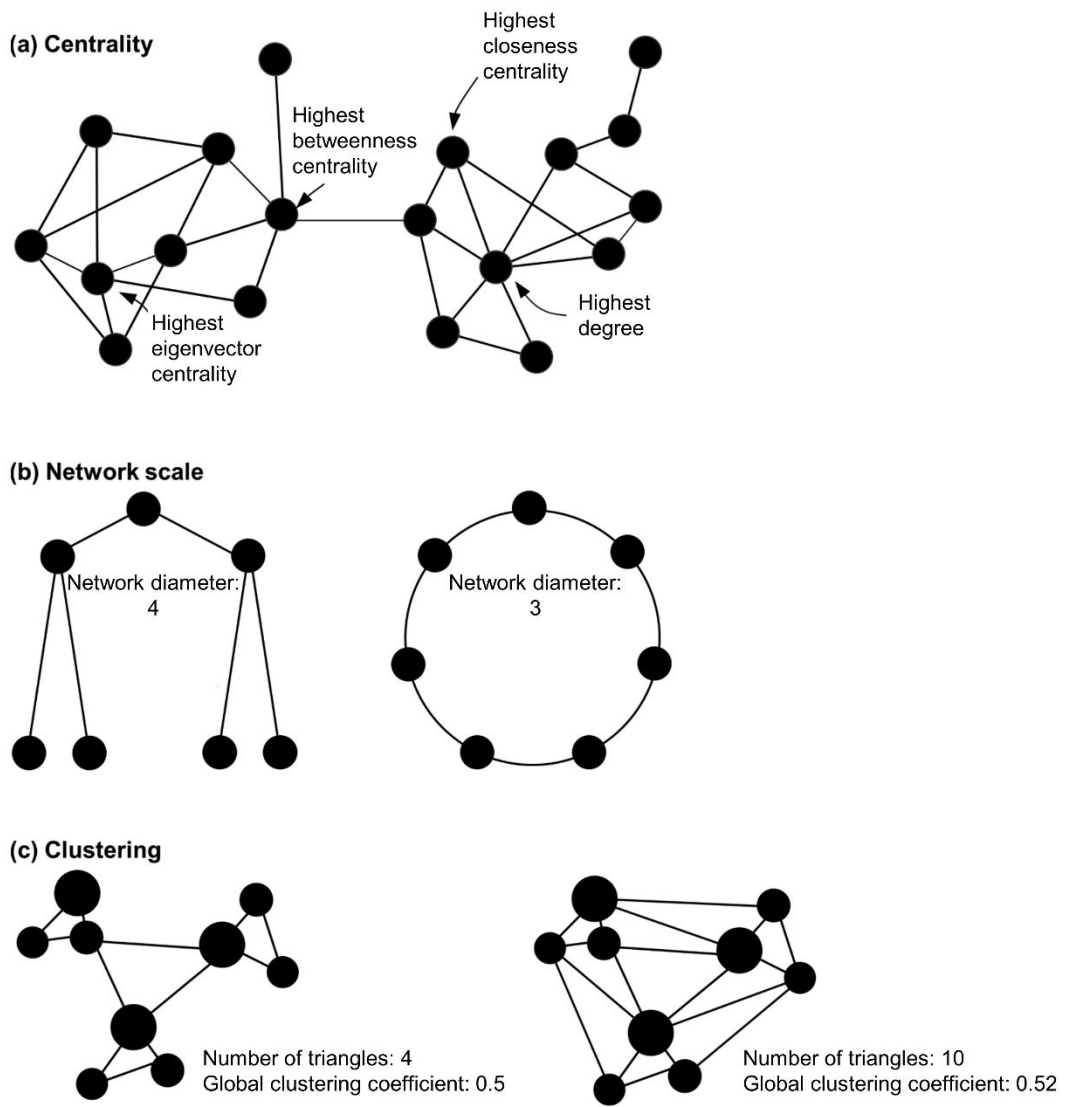 (a) Centrality
Highest
closeness
centrality
Highest
betweenness
centrality
Highest
eigenvector
centrality
Highest
degree
(b) Network scale
Network diameter:
4
Network diameter:
3
(c) Clustering
Number of triangles: 4
Global clustering coefficient: 0.5
Number of triangles: 10
Global clustering coefficient: 0.52